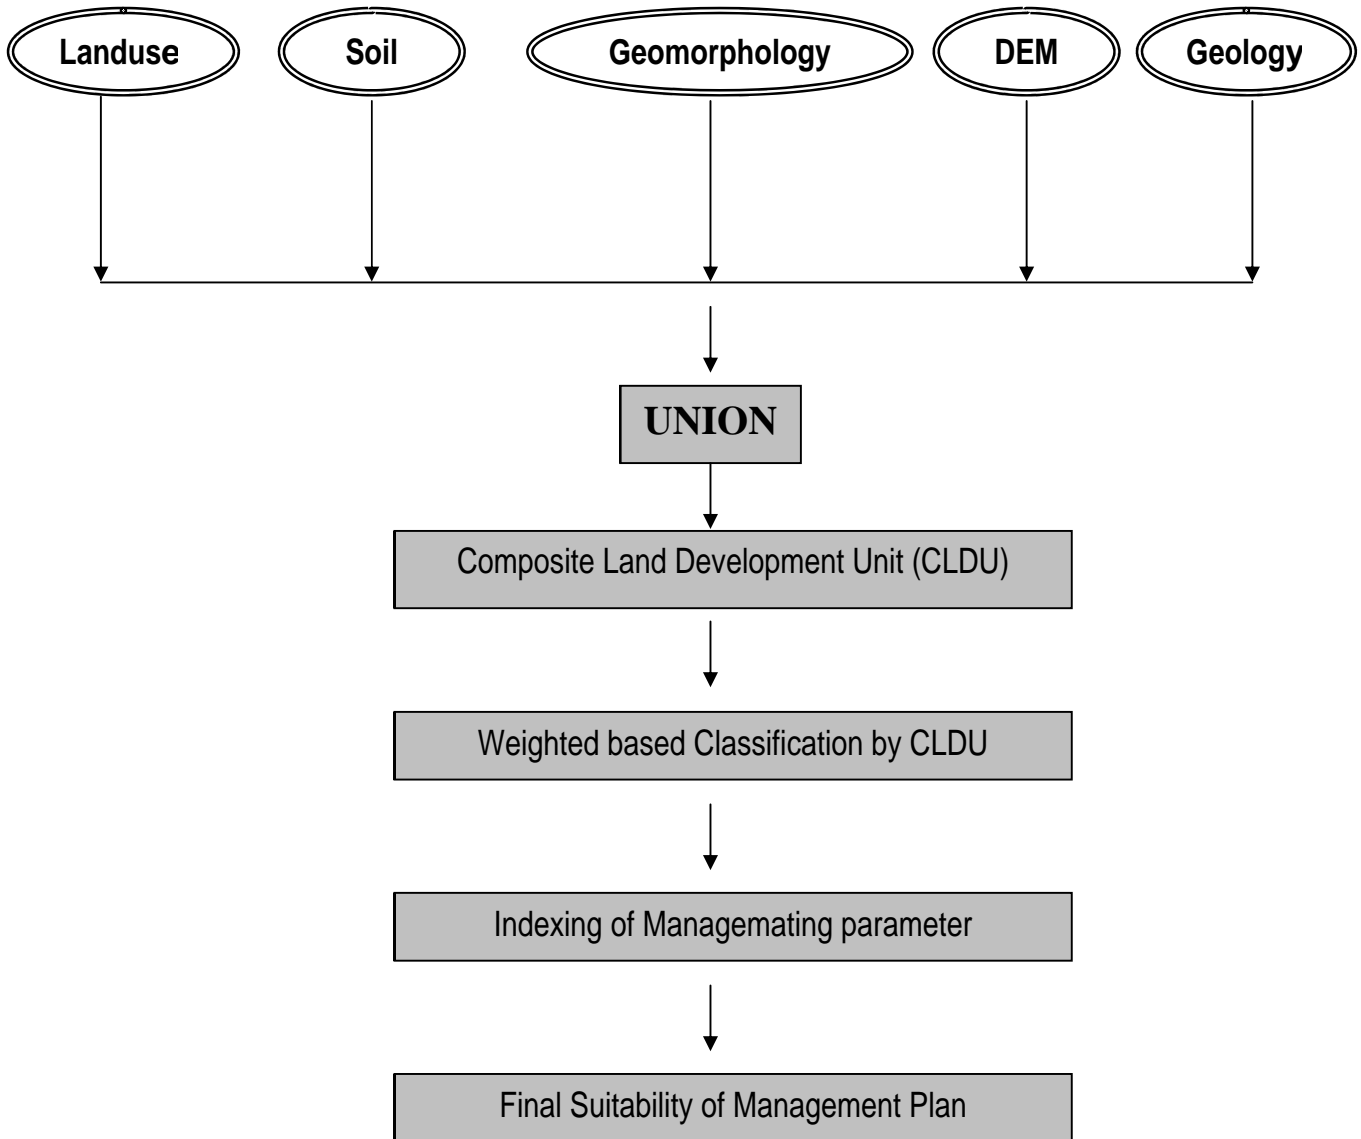 Landuse Soil Geomorphology DEM Geology
UNION
Composite Land Development Unit (CLDU)
Weighted based Classification by CLDU
Indexing of Managemating parameter
Final Suitability of Management Plan